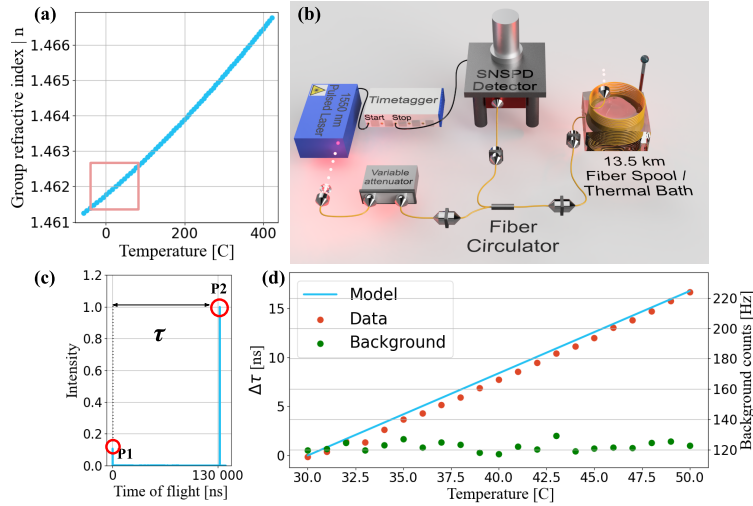 (a)
Group refractive index | n
1.466
1.465
1.464
1.463
1.462
1.461
0
200
400
Temperature [C]
(b)
1550 nm
Pulsed Laser
Timetagger
Start
Stop
SNSPD
Detector
Variable
attenuator
Fiber
Circulator
13.5 km
Fiber Spool /
Thermal Bath
(c)
Intensity
1.2
1.0
0.8
0.6
0.4
0.2
0.0
P2
τ
P1
0
130 000
Time of flight [ns]
(d)
Δτ [ns]
15
10
5
0
Model
Data
Background
220
200
180
160
140
120
Background counts [Hz]
30.0
32.5
35.0
37.5
40.0
42.5
45.0
47.5
50.0
Temperature [C]